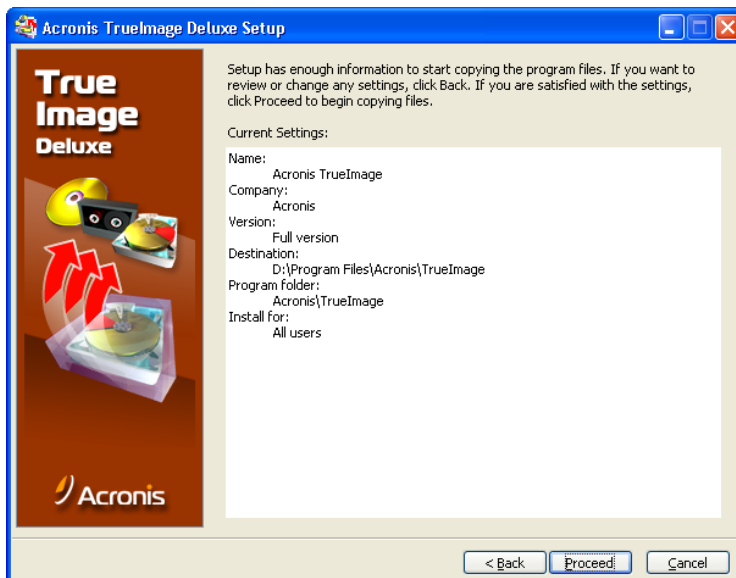 Acronis TrueImage Deluxe Setup
True
Image
Deluxe
Setup has enough information to start copying the program files. If you want to
review or change any settings, click Back. If you are satisfied with the settings,
click Proceed to begin copying files.
Current Settings:
Name:
Acronis TrueImage
Company:
Acronis
Version:
Full version
Destination:
D:\Program Files\Acronis\TrueImage
Program folder:
Acronis\TrueImage
Install for:
All users
Acronis
< Back
Proceed
Cancel